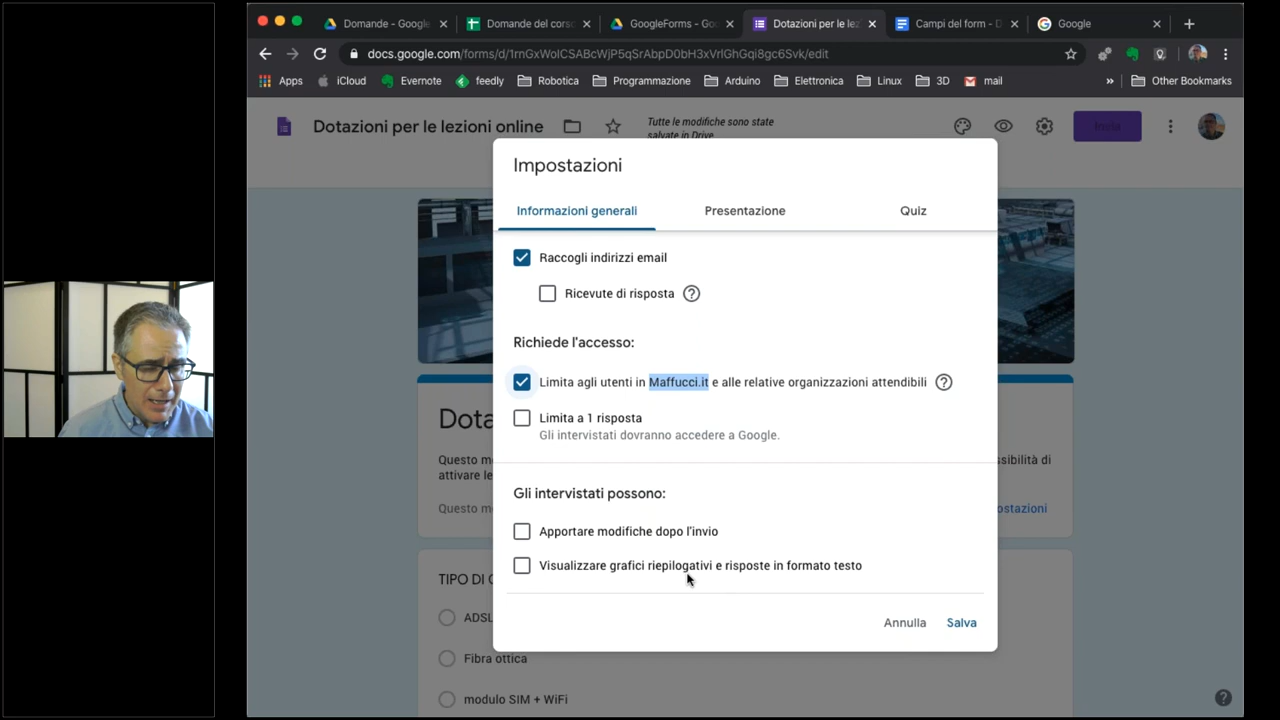 Domande - Google
Domande del corso
GoogleForms - Goo
Dotazioni per le lez
Campi del form - D
Google
docs.google.com/forms/d/1rnGxWoICSABcWjP5qSrAbpD0bH3xVrlGhGqi8gc6Svk/edit
Apps
iCloud
Evernote
feedly
Robotica
Programmazione
Arduino
Elettronica
Linux
3D
mail
»
Other Bookmarks
Dotazioni per le lezioni online
Tutte le modifiche sono state
salvate in Drive
Invia
Impostazioni
Informazioni generali
Presentazione
Quiz
Raccogli indirizzi email
Ricevute di risposta
Richiede l'accesso:
Limita agli utenti in Maffucci.it e alle relative organizzazioni attendibili
Limita a 1 risposta
Gli intervistati dovranno accedere a Google.
Gli intervistati possono:
Apportare modifiche dopo l'invio
Visualizzare grafici riepilogativi e risposte in formato testo
Annulla
Salva
Dota
Questo m
ssibilità di
attivare le
Questo m
ostazioni
TIPO DI C
ADSL
Fibra ottica
modulo SIM + WiFi